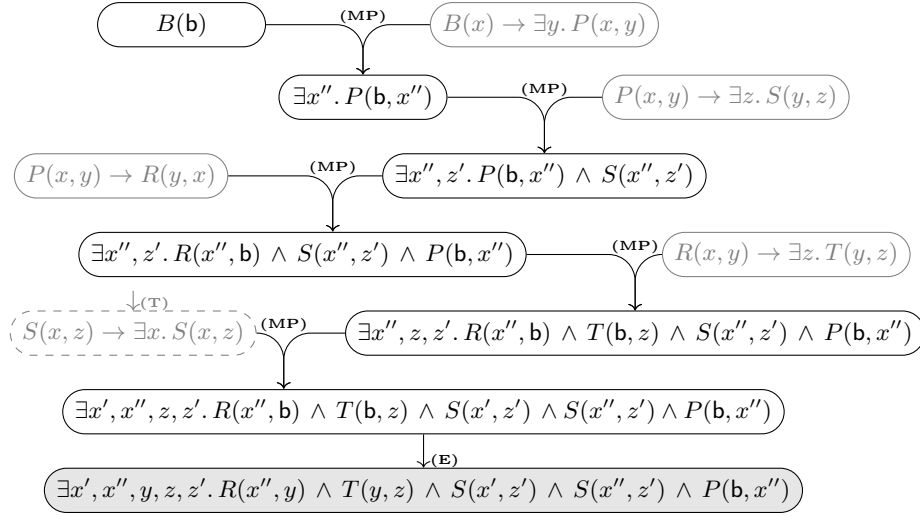 B(b) (MP) B(x) → ∃y. P(x, y)
∃x′′. P(b, x′′) (MP) P(x, y) → ∃z. S(y, z)
P(x, y) → R(y, x) (MP) ∃x′′, z′. P(b, x′′) ∧ S(x′′, z′)
∃x′′, z′. R(x′′, b) ∧ S(x′′, z′) ∧ P(b, x′′) (MP) R(x, y) → ∃z. T(y, z)
(T)
S(x, z) → ∃x. S(x, z) (MP) ∃x′′, z, z′. R(x′′, b) ∧ T(b, z) ∧ S(x′′, z′) ∧ P(b, x′′)
∃x′, x′′, z, z′. R(x′′, b) ∧ T(b, z) ∧ S(x′, z′) ∧ S(x′′, z′) ∧ P(b, x′′)
(E)
∃x′, x′′, y, z, z′. R(x′′, y) ∧ T(y, z) ∧ S(x′, z′) ∧ S(x′′, z′) ∧ P(b, x′′)